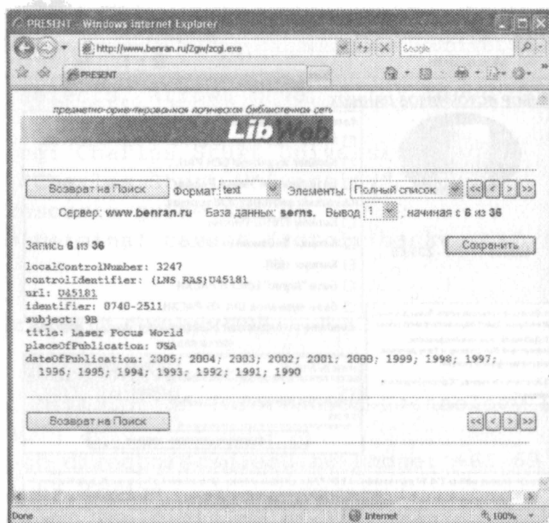 PRESENT - Windows Internet Explorer
http://www.benran.ru/Zgw/zcgi.exe
Google
PRESENT
предметно-ориентированная логическая библиотечная сеть
LibWeb
Возврат на Поиск Формат: text Элементы: Полный список << < > >>
Сервер: www.benran.ru База данных: serns. Вывод 1 , начиная с 6 из 36
Запись 6 из 36 Сохранить
localControlNumber: 3247
controlIdentifier: (LNS RAS)U45181
url: U45181
identifier: 0740-2511
subject: 9B
title: Laser Focus World
placeOfPublication: USA
dateOfPublication: 2005; 2004; 2003; 2002; 2001; 2000; 1999; 1998; 1997;
1996; 1995; 1994; 1993; 1992; 1991; 1990
Возврат на Поиск << < > >>
Done Internet 100%